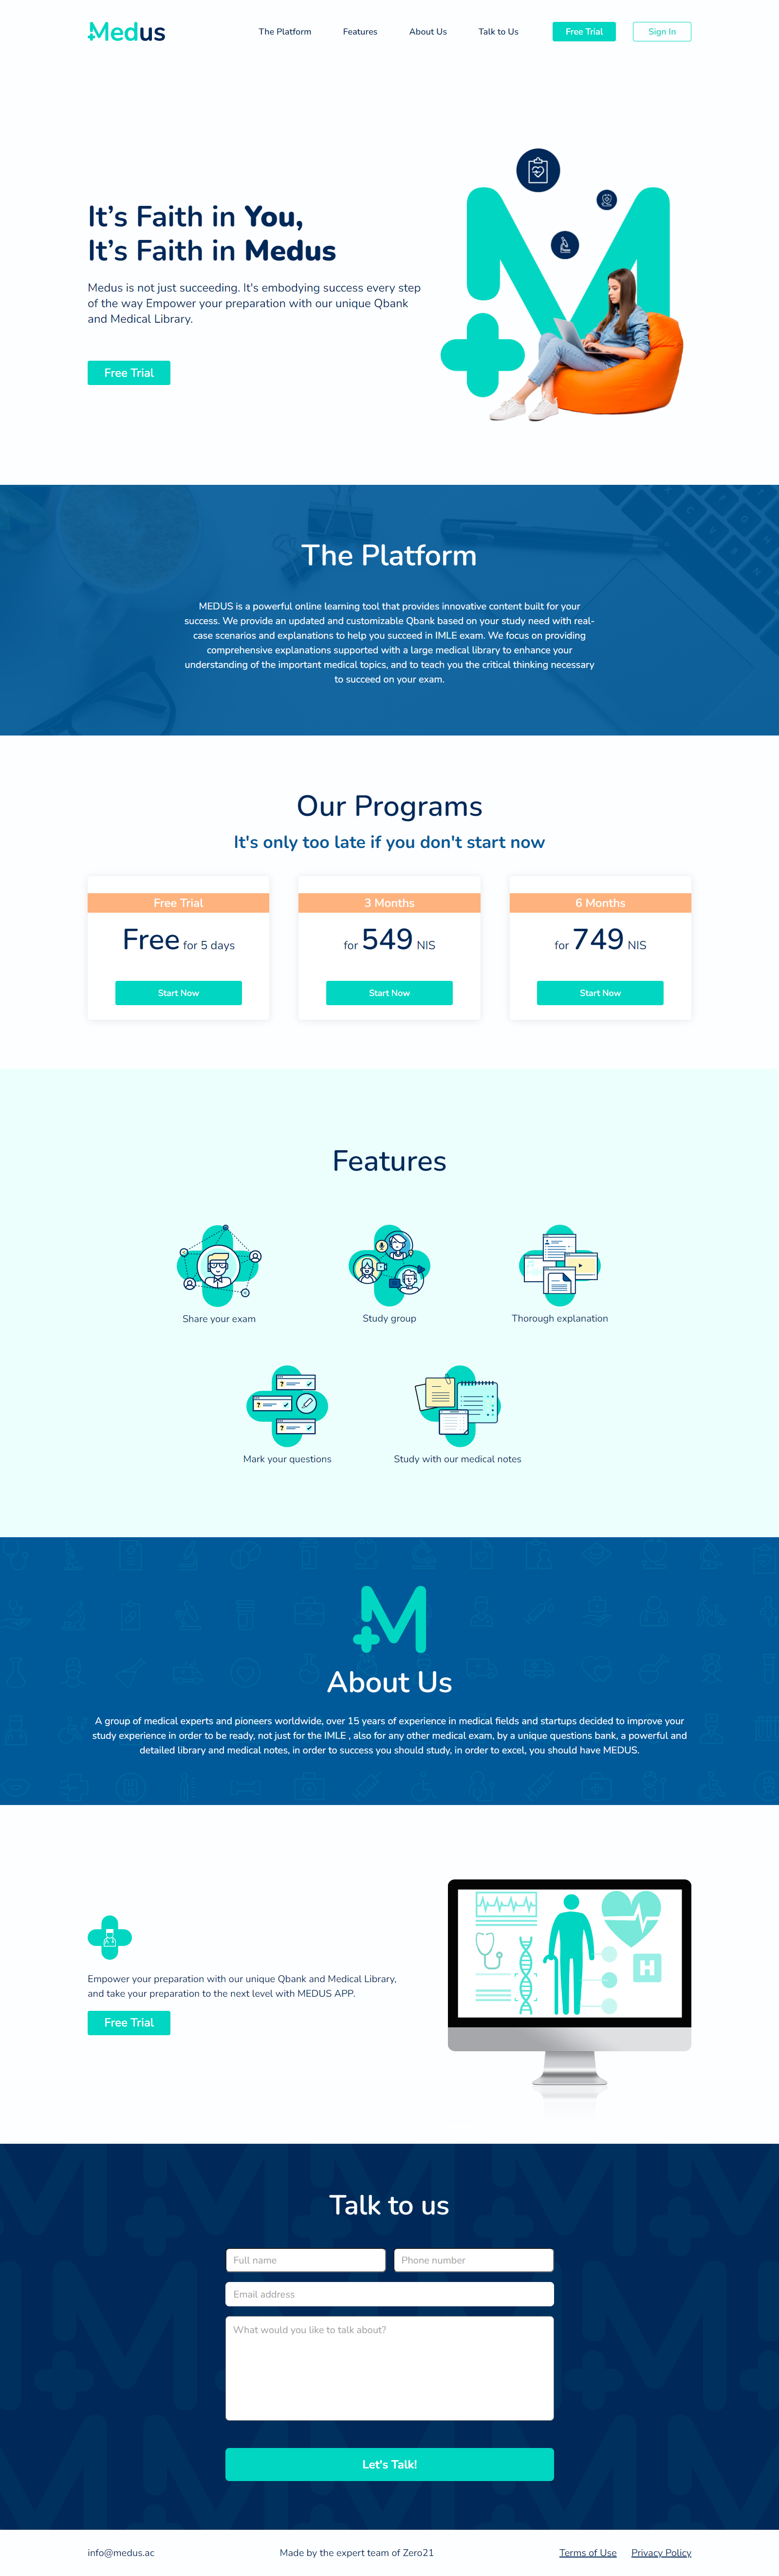 Medus
The Platform
Features
About Us
Talk to Us
Free Trial
Sign In
It's Faith in You,
It's Faith in Medus
Medus is not just succeeding. It's embodying success every step
of the way Empower your preparation with our unique Qbank
and Medical Library.
Free Trial
The Platform
MEDUS is a powerful online learning tool that provides innovative content built for your
success. We provide an updated and customizable Qbank based on your study need with real-
case scenarios and explanations to help you succeed in IMLE exam. We focus on providing
comprehensive explanations supported with a large medical library to enhance your
understanding of the important medical topics, and to teach you the critical thinking necessary
to succeed on your exam.
Our Programs
It's only too late if you don't start now
Free Trial
Free for 5 days
Start Now
3 Months
for 549 NIS
Start Now
6 Months
for 749 NIS
Start Now
Features
Share your exam
Study group
Thorough explanation
Mark your questions
Study with our medical notes
M
About Us
A group of medical experts and pioneers worldwide, over 15 years of experience in medical fields and startups decided to improve your
study experience in order to be ready, not just for the IMLE , also for any other medical exam, by a unique questions bank, a powerful and
detailed library and medical notes, in order to success you should study, in order to excel, you should have MEDUS.
Empower your preparation with our unique Qbank and Medical Library,
and take your preparation to the next level with MEDUS APP.
Free Trial
H
Talk to us
Full name
Phone number
Email address
What would you like to talk about?
Let's Talk!
info@medus.ac
Made by the expert team of Zero21
Terms of Use
Privacy Policy